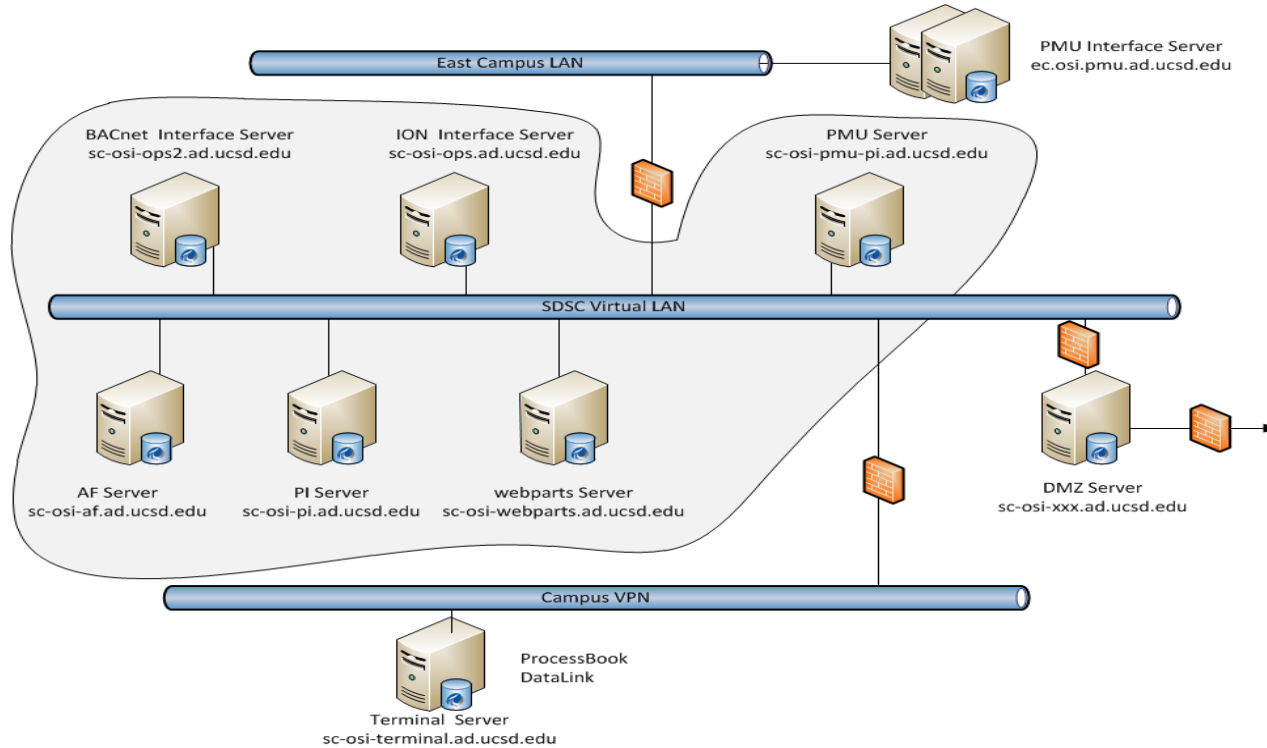 East Campus LAN
PMU Interface Server
ec.osi.pmu.ad.ucsd.edu
BACnet Interface Server
sc-osi-ops2.ad.ucsd.edu
ION Interface Server
sc-osi-ops.ad.ucsd.edu
PMU Server
sc-osi-pmu-pi.ad.ucsd.edu
SDSC Virtual LAN
AF Server
sc-osi-af.ad.ucsd.edu
PI Server
sc-osi-pi.ad.ucsd.edu
webparts Server
sc-osi-webparts.ad.ucsd.edu
DMZ Server
sc-osi-xxx.ad.ucsd.edu
Campus VPN
ProcessBook
DataLink
Terminal Server
sc-osi-terminal.ad.ucsd.edu